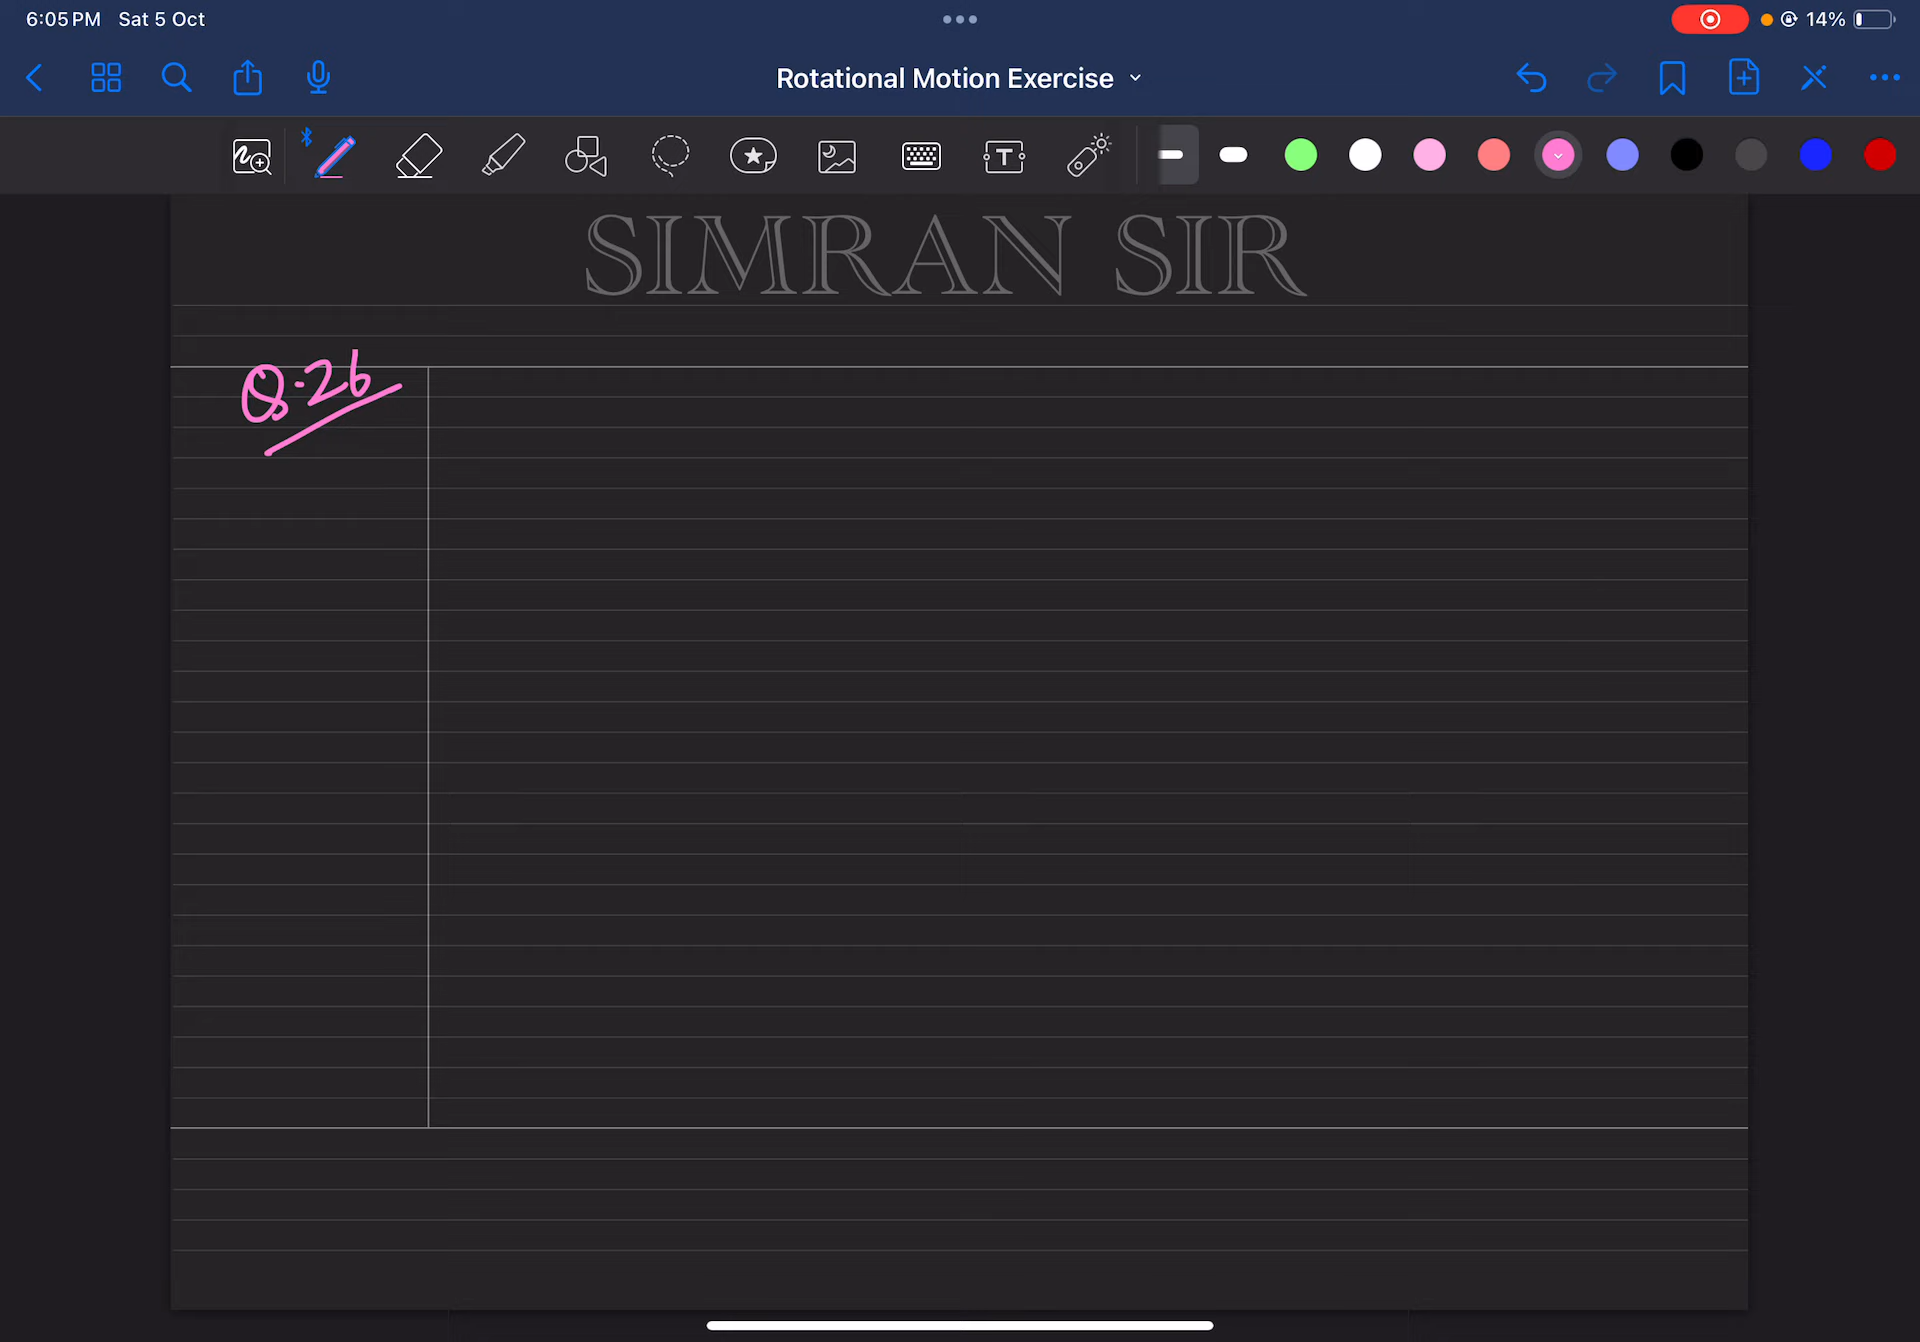 6:05 PM Sat 5 Oct
14%
Rotational Motion Exercise
SIMRAN SIR
Q.26